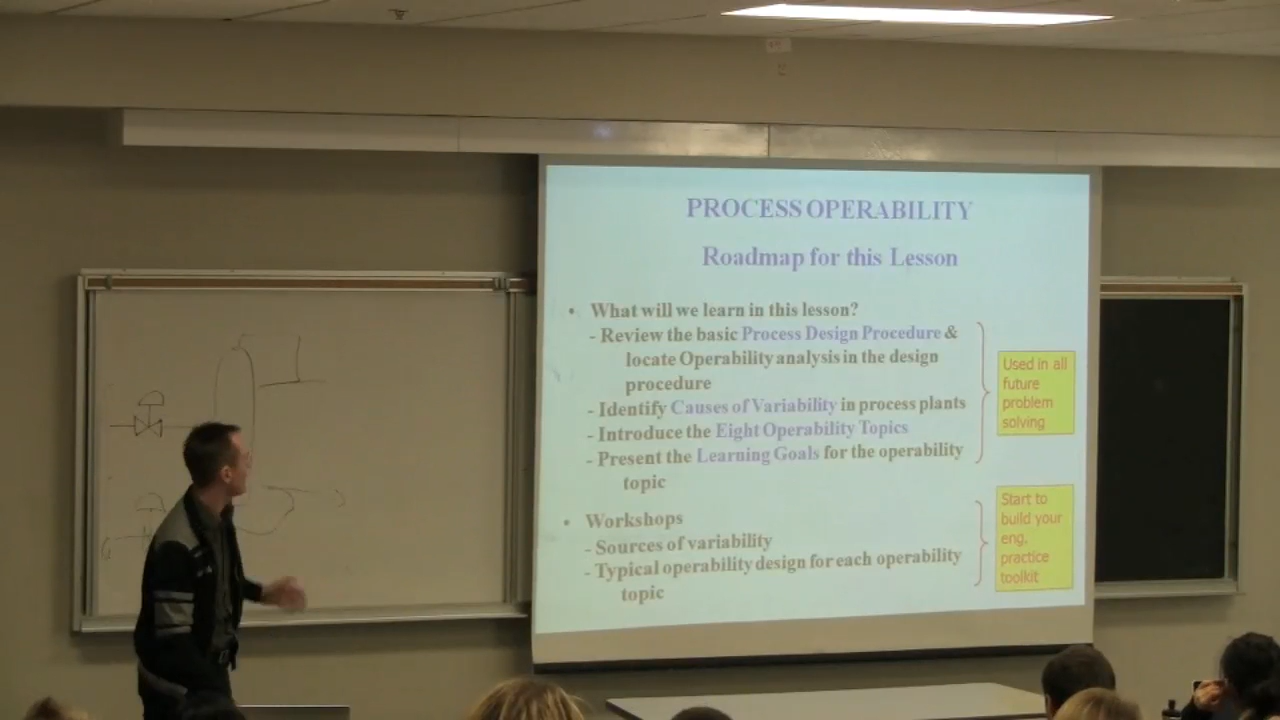 PROCESS OPERABILITY
Roadmap for this Lesson
• What will we learn in this lesson?
- Review the basic Process Design Procedure &
locate Operability analysis in the design
procedure
- Identify Causes of Variability in process plants
- Introduce the Eight Operability Topics
- Present the Learning Goals for the operability
topic
Used in all
future
problem
solving
• Workshops
- Sources of variability
- Typical operability design for each operability
topic
Start to
build your
eng,
practice
toolkit